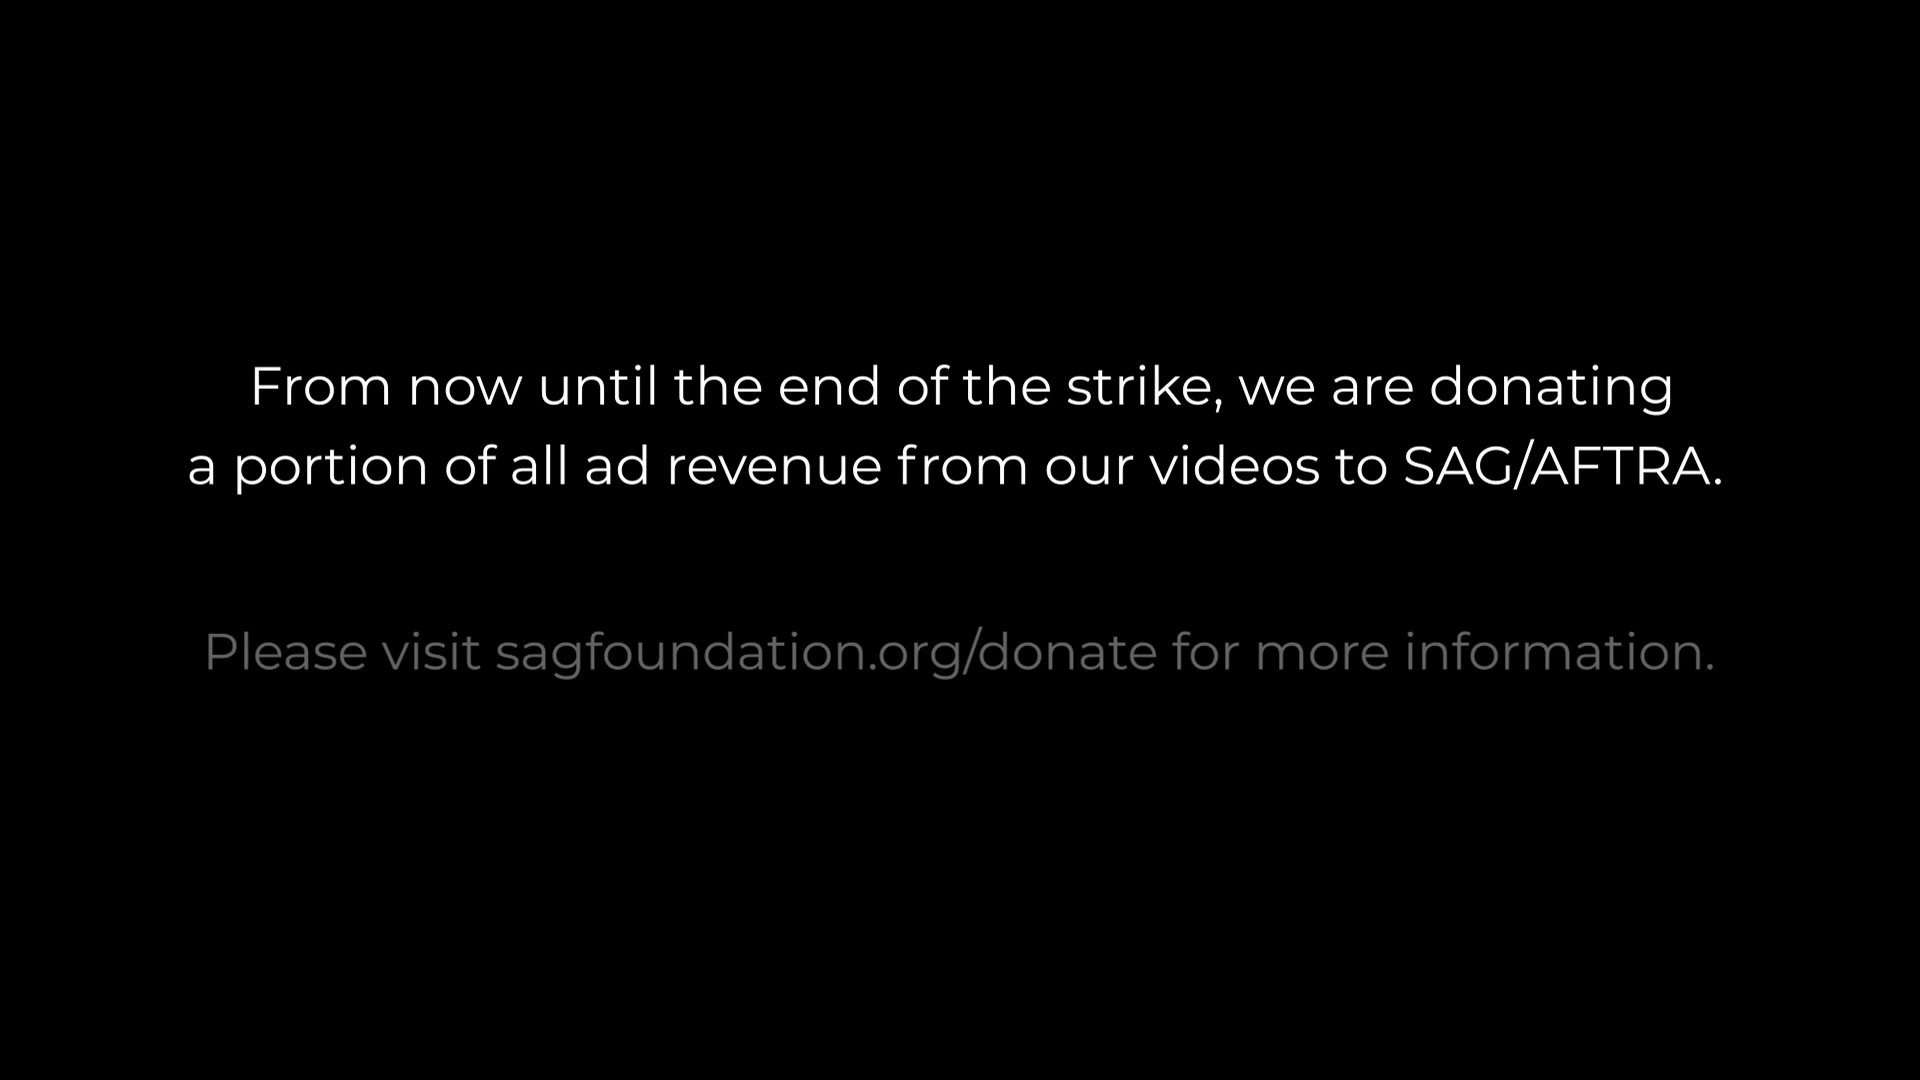 From now until the end of the strike, we are donating
a portion of all ad revenue from our videos to SAG/AFTRA.
Please visit sagfoundation.org/donate for more information.